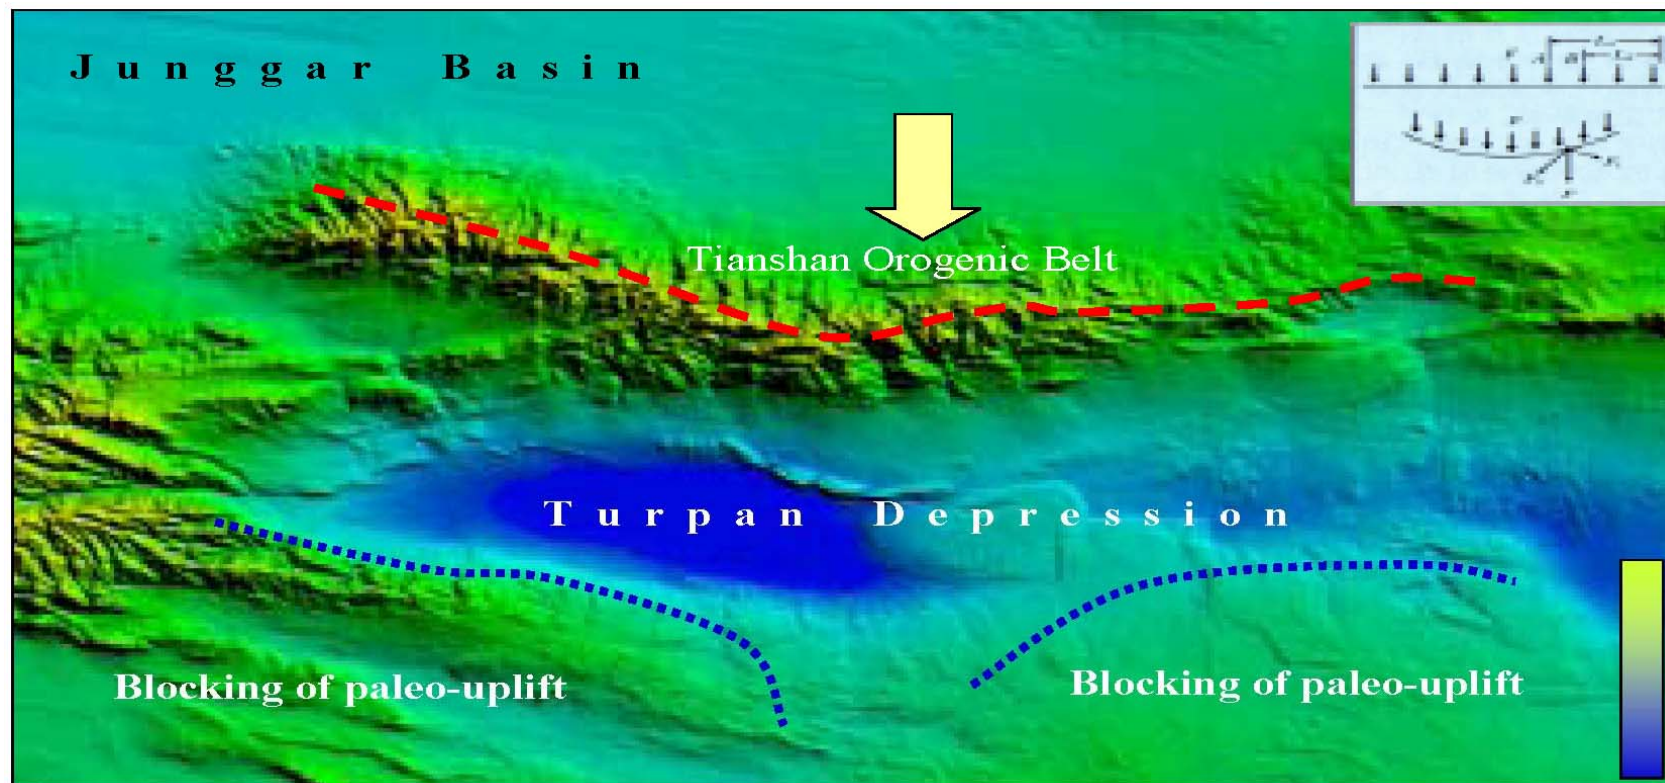 Junggar Basin
Tianshan Orogenic Belt
Turpan Depression
Blocking of paleo-uplift
Blocking of paleo-uplift